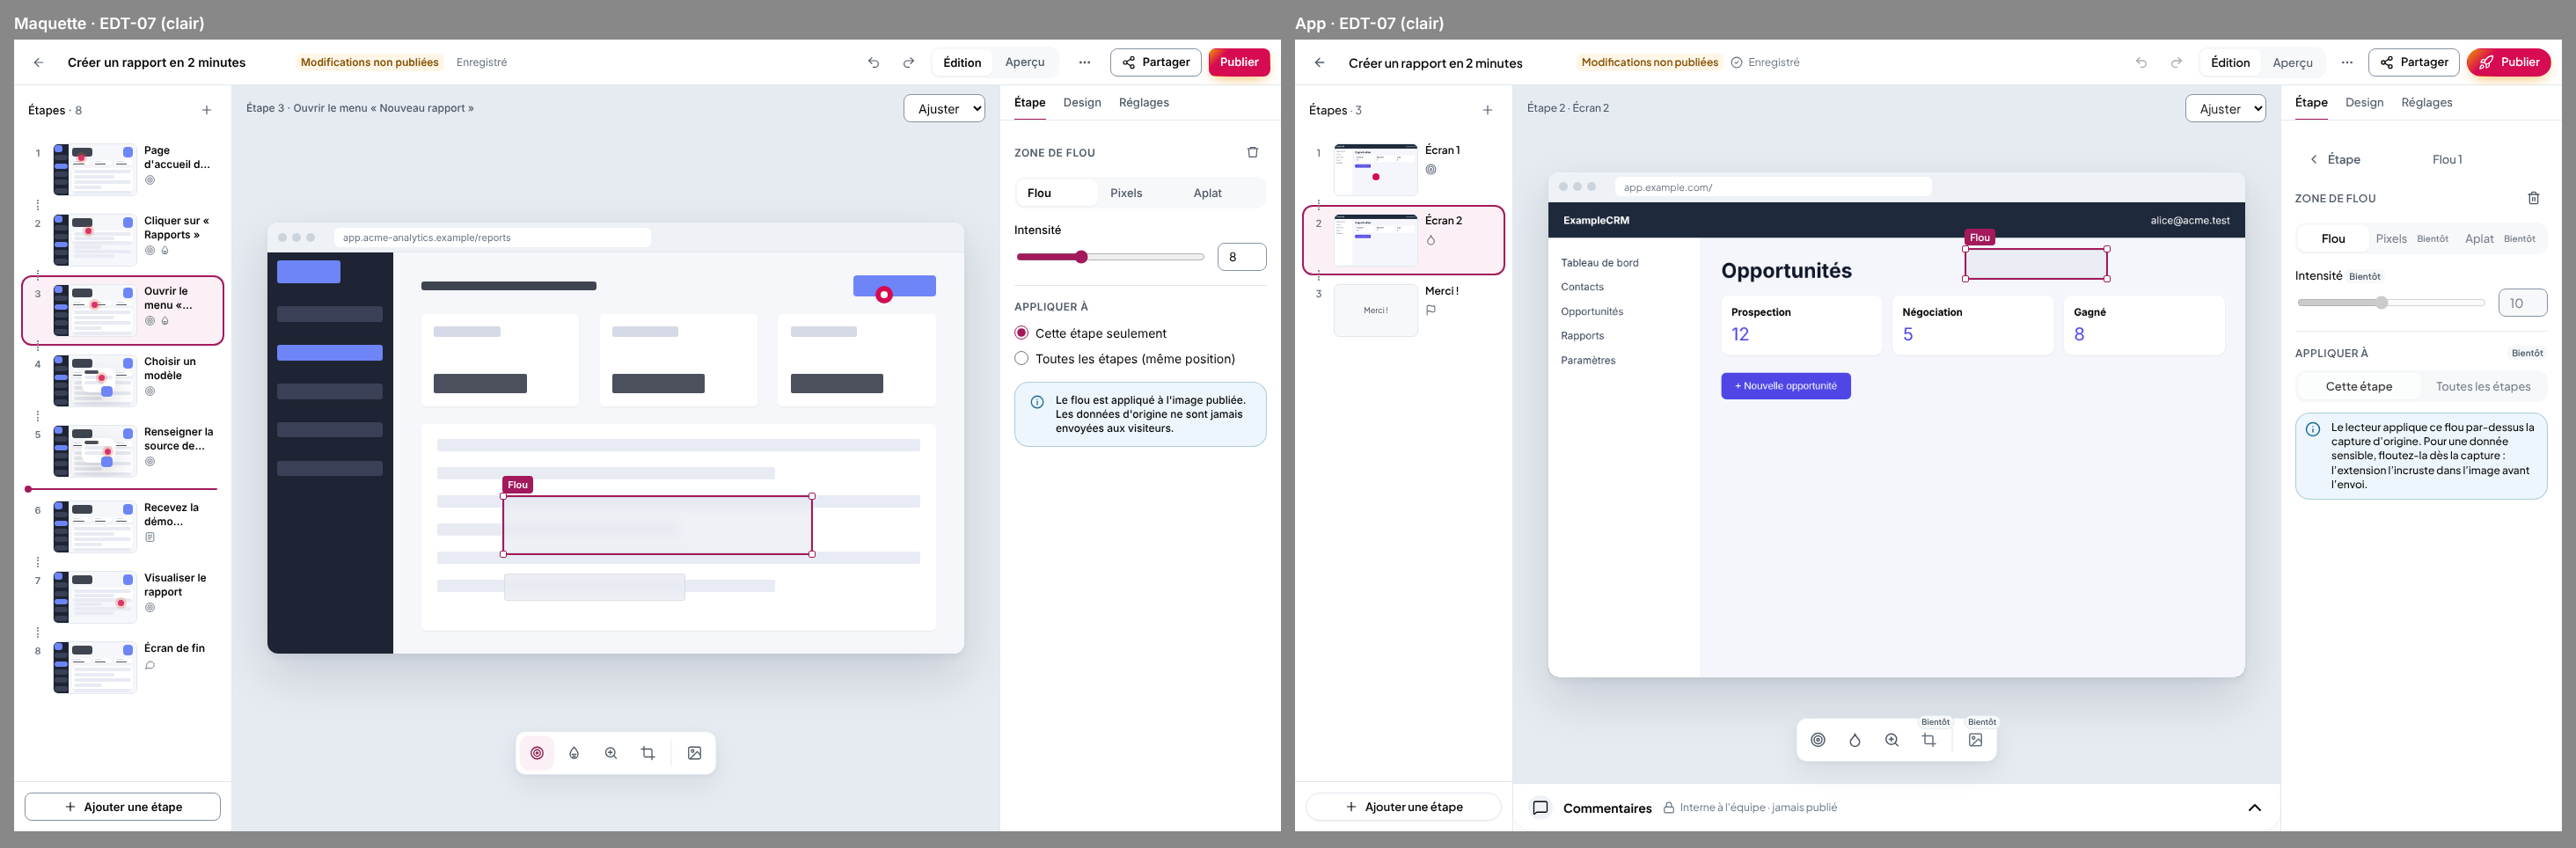 Maquette · EDT-07 (clair)
Créer un rapport en 2 minutes
Modifications non publiées
Enregistré
Édition
Aperçu
Partager
Publier
Étapes · 8
1
Page
d'accueil d...
2
Cliquer sur «
Rapports »
3
Ouvrir le
menu «...
4
Choisir un
modèle
5
Renseigner la
source de...
6
Recevez la
démo...
7
Visualiser le
rapport
8
Écran de fin
Ajouter une étape
Étape 3 · Ouvrir le menu « Nouveau rapport »
Ajuster
app.acme-analytics.example/reports
Flou
Étape
Design
Réglages
ZONE DE FLOU
Flou
Pixels
Aplat
Intensité
8
APPLIQUER À
Cette étape seulement
Toutes les étapes (même position)
Le flou est appliqué à l'image publiée.
Les données d'origine ne sont jamais
envoyées aux visiteurs.
App · EDT-07 (clair)
Créer un rapport en 2 minutes
Modifications non publiées
Enregistré
Édition
Aperçu
Partager
Publier
Étapes · 3
1
Écran 1
2
Écran 2
3
Merci !
Merci !
Ajouter une étape
Étape 2 · Écran 2
Ajuster
app.example.com/
ExampleCRM
alice@acme.test
Tableau de bord
Contacts
Opportunités
Rapports
Paramètres
Flou
Opportunités
Prospection
12
Négociation
5
Gagné
8
+ Nouvelle opportunité
Bientôt
Bientôt
Commentaires
Interne à l'équipe · jamais publié
Étape
Design
Réglages
Étape
Flou 1
ZONE DE FLOU
Flou
Pixels
Bientôt
Aplat
Bientôt
Intensité
Bientôt
10
APPLIQUER À
Bientôt
Cette étape
Toutes les étapes
Le lecteur applique ce flou par-dessus la
capture d'origine. Pour une donnée
sensible, floutez-la dès la capture :
l'extension l'incruste dans l'image avant
l'envoi.